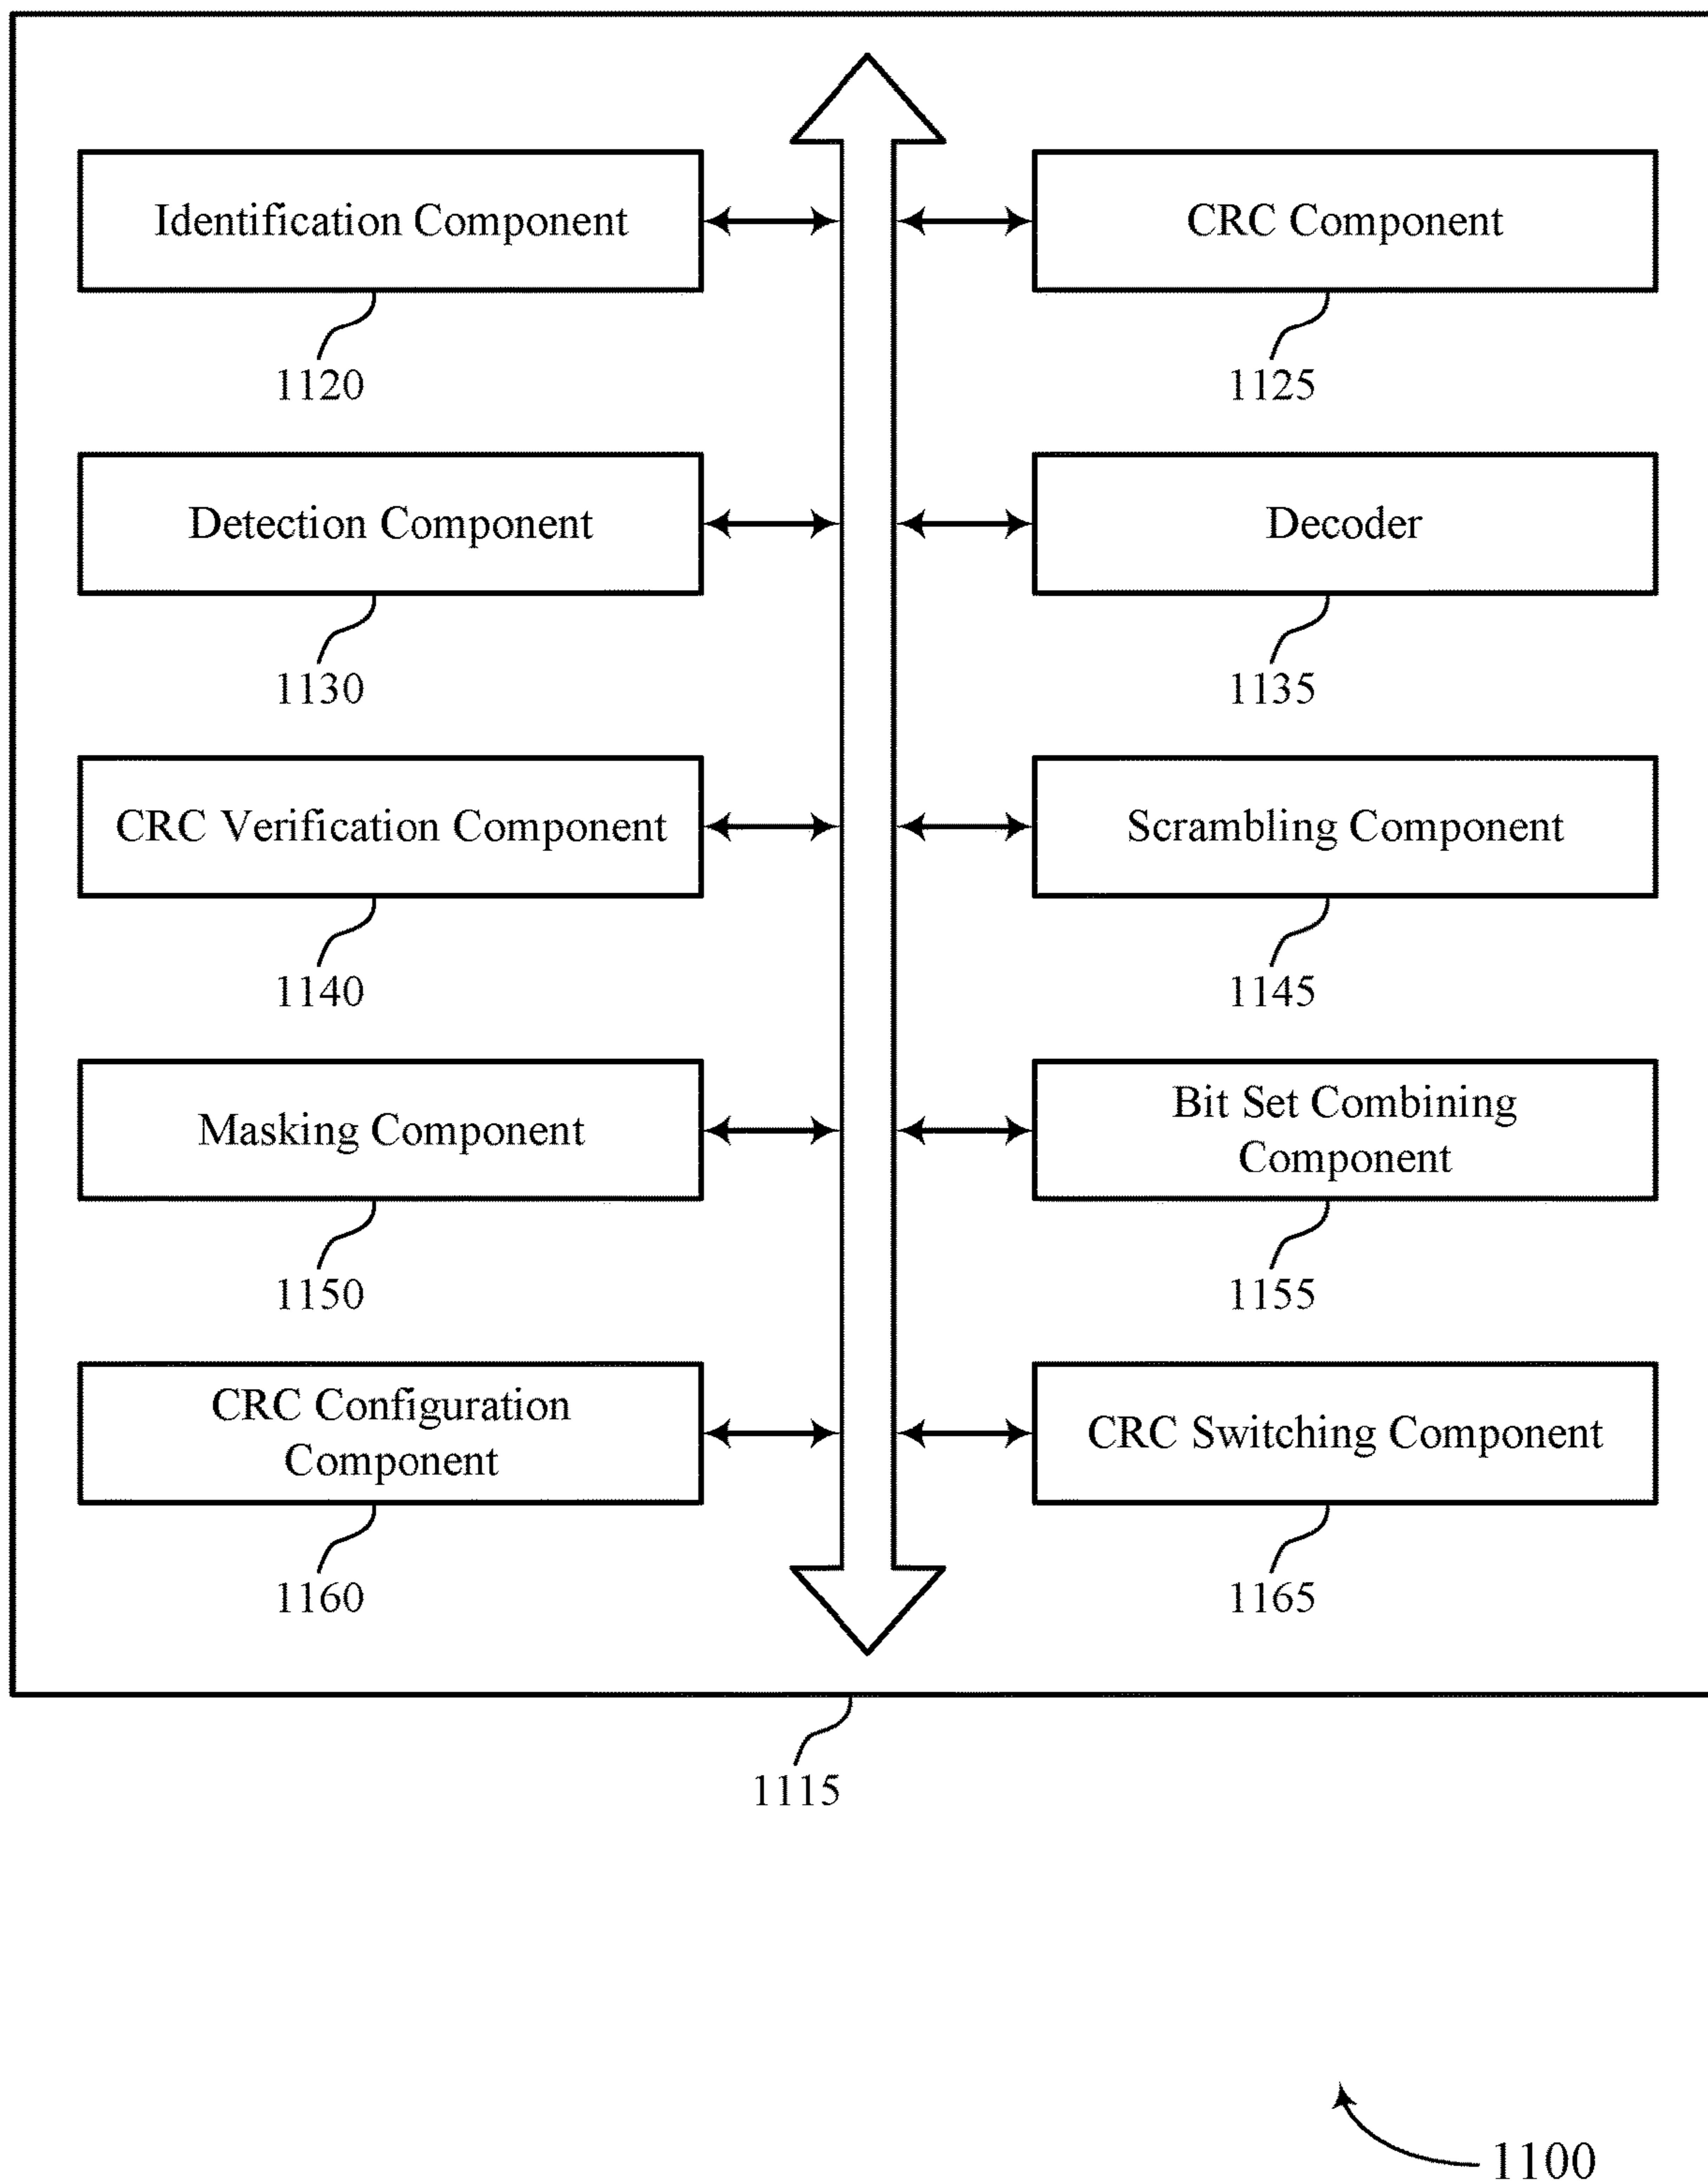 Identification Component
CRC Component
1120
1125
Detection Component
Decoder
1130
1135
CRC Verification Component
Scrambling Component
1140
1145
Masking Component
Bit Set Combining
Component
1150
1155
CRC Configuration
Component
CRC Switching Component
1160
1165
1115
1100